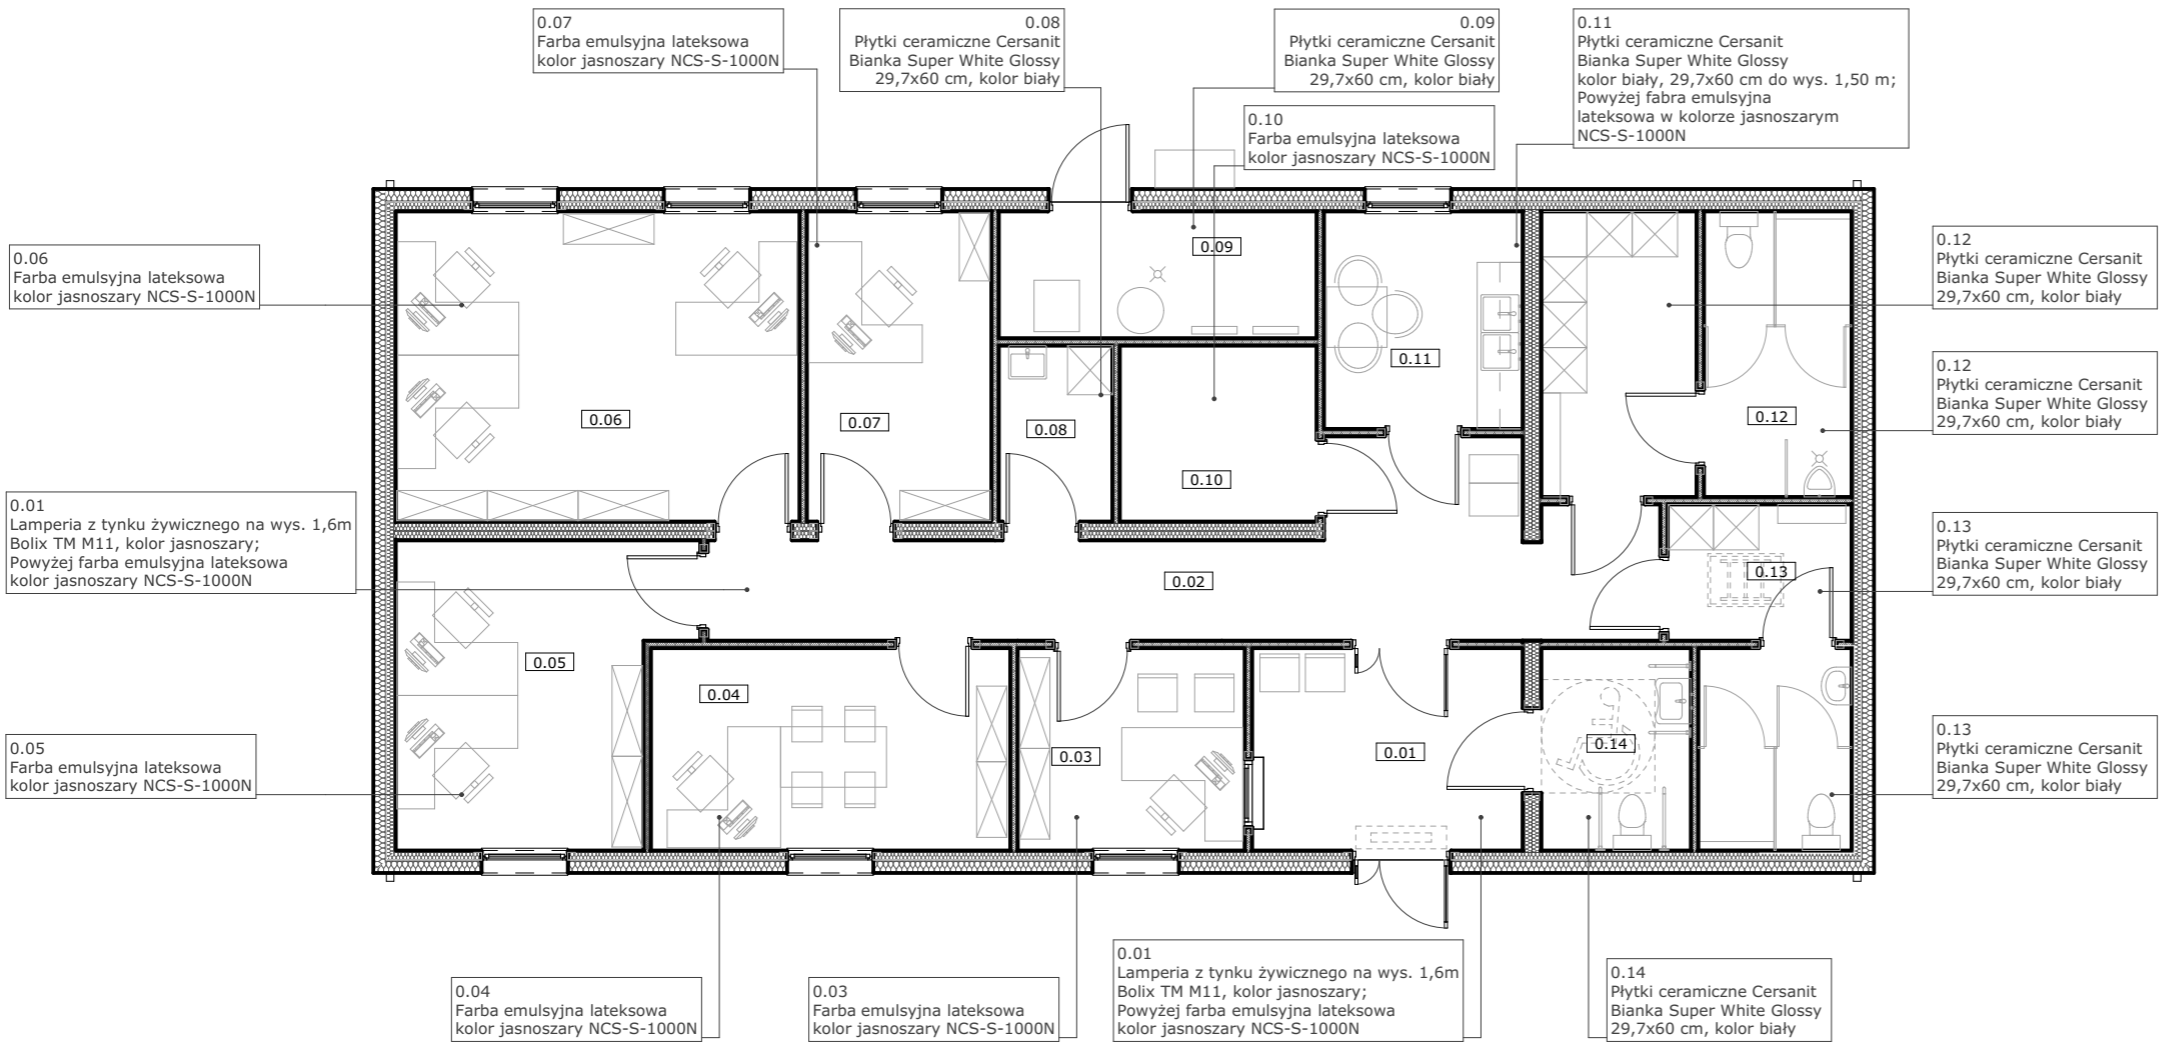 0.07
Farba emulsyjna lateksowa
kolor jasnoszary NCS-S-1000N
0.08
Płytki ceramiczne Cersanit
Bianka Super White Glossy
29,7x60 cm, kolor biały
0.09
Płytki ceramiczne Cersanit
Bianka Super White Glossy
29,7x60 cm, kolor biały
0.10
Farba emulsyjna lateksowa
kolor jasnoszary NCS-S-1000N
0.11
Płytki ceramiczne Cersanit
Bianka Super White Glossy
kolor biały, 29,7x60 cm do wys. 1,50 m;
Powyżej fabra emulsyjna
lateksowa w kolorze jasnoszarym
NCS-S-1000N
0.06
Farba emulsyjna lateksowa
kolor jasnoszary NCS-S-1000N
0.01
Lamperia z tynku żywicznego na wys. 1,6m
Bolix TM M11, kolor jasnoszary;
Powyżej farba emulsyjna lateksowa
kolor jasnoszary NCS-S-1000N
0.05
Farba emulsyjna lateksowa
kolor jasnoszary NCS-S-1000N
0.09
0.11
0.06
0.07
0.08
0.12
0.10
0.02
0.13
0.05
0.04
0.03
0.01
0.14
0.12
Płytki ceramiczne Cersanit
Bianka Super White Glossy
29,7x60 cm, kolor biały
0.12
Płytki ceramiczne Cersanit
Bianka Super White Glossy
29,7x60 cm, kolor biały
0.13
Płytki ceramiczne Cersanit
Bianka Super White Glossy
29,7x60 cm, kolor biały
0.13
Płytki ceramiczne Cersanit
Bianka Super White Glossy
29,7x60 cm, kolor biały
0.04
Farba emulsyjna lateksowa
kolor jasnoszary NCS-S-1000N
0.03
Farba emulsyjna lateksowa
kolor jasnoszary NCS-S-1000N
0.01
Lamperia z tynku żywicznego na wys. 1,6m
Bolix TM M11, kolor jasnoszary;
Powyżej farba emulsyjna lateksowa
kolor jasnoszary NCS-S-1000N
0.14
Płytki ceramiczne Cersanit
Bianka Super White Glossy
29,7x60 cm, kolor biały